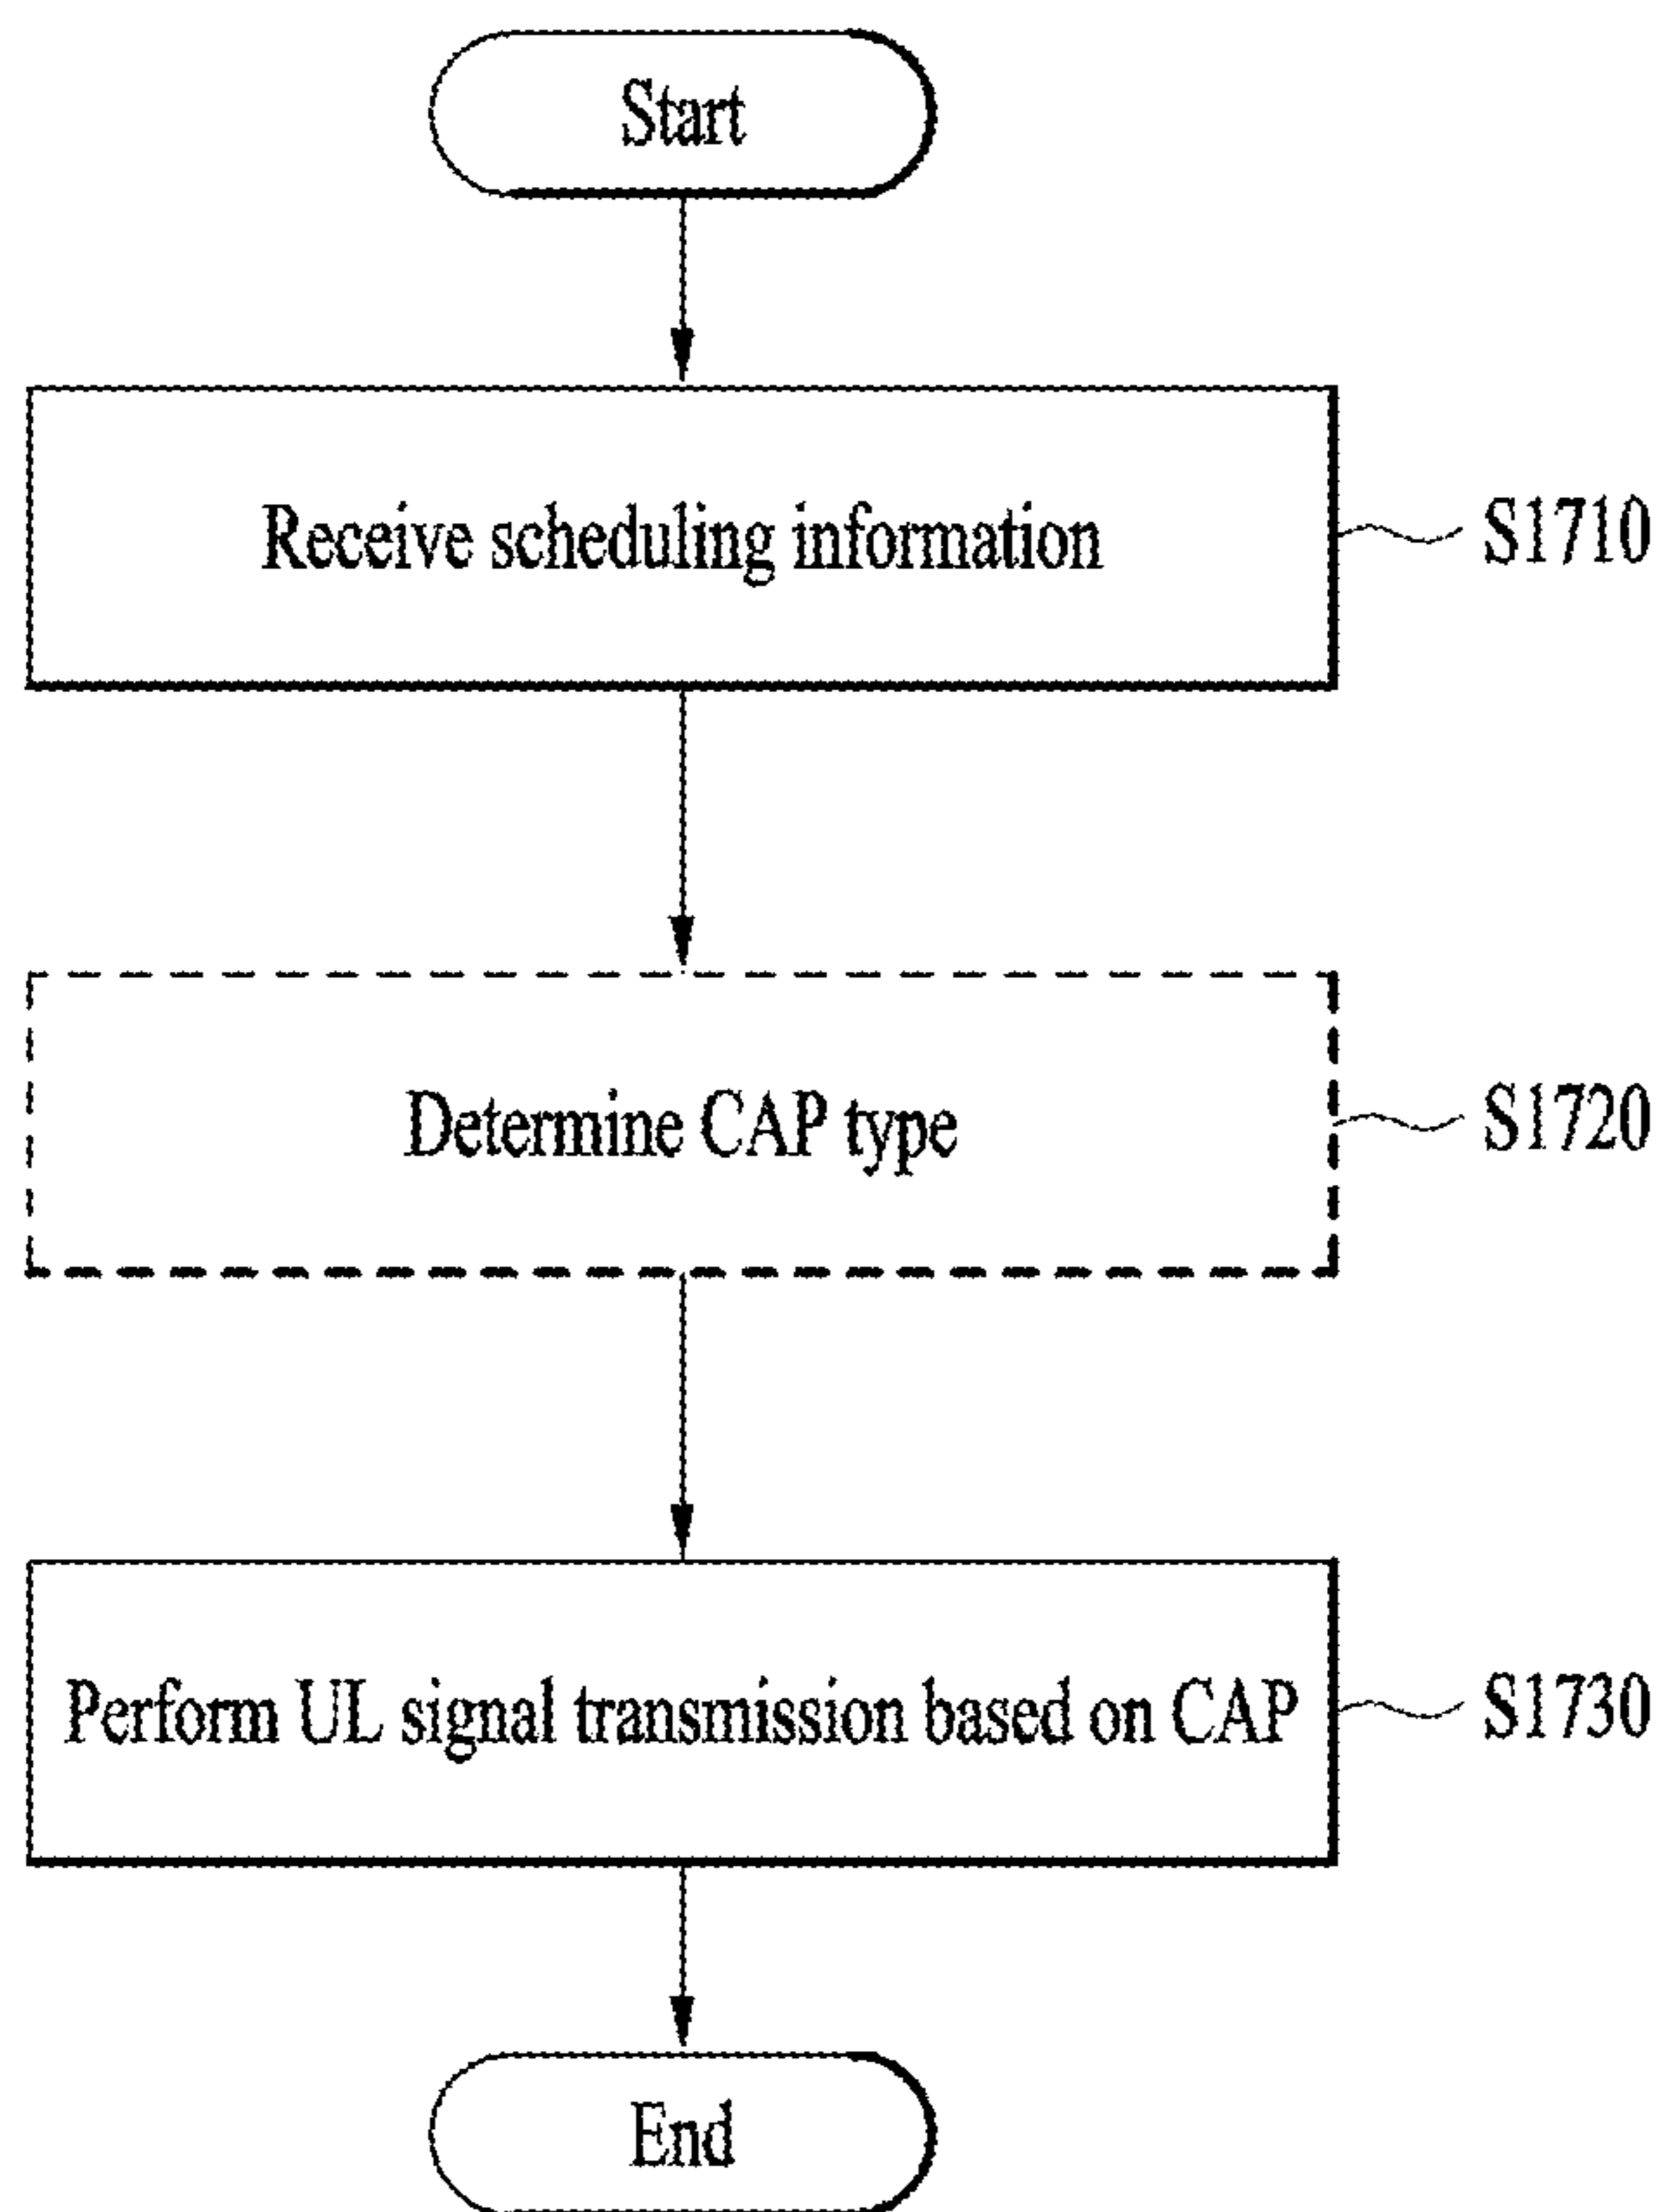 Start
Receive scheduling information
S1710
Determine CAP type
S1720
Perform UL signal transmission based on CAP
S1730
End